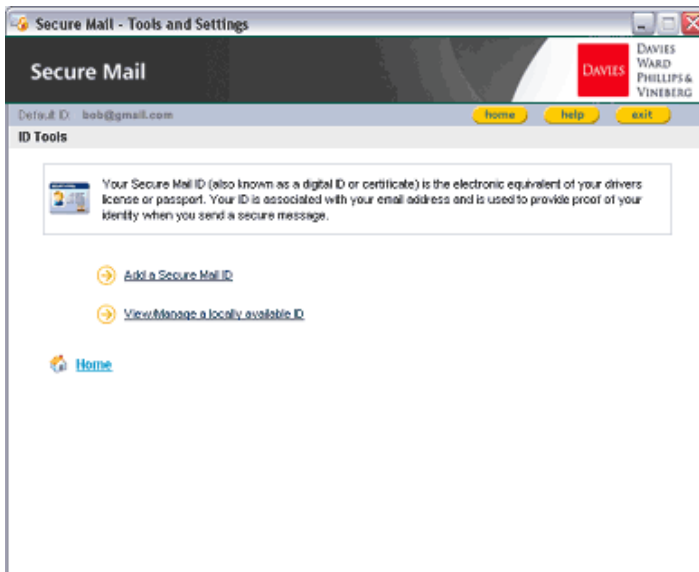 Secure Mail - Tools and Settings
Secure Mail
DAVIES
DAVIES
WARD
PHILLIPS &
VINEBERG
Default ID: bob@gmail.com
home
help
exit
ID Tools
Your Secure Mail ID (also known as a digital ID or certificate) is the electronic equivalent of your drivers
license or passport. Your ID is associated with your email address and is used to provide proof of your
identity when you send a secure message.
Add a Secure Mail ID
View/Manage a locally available ID
Home